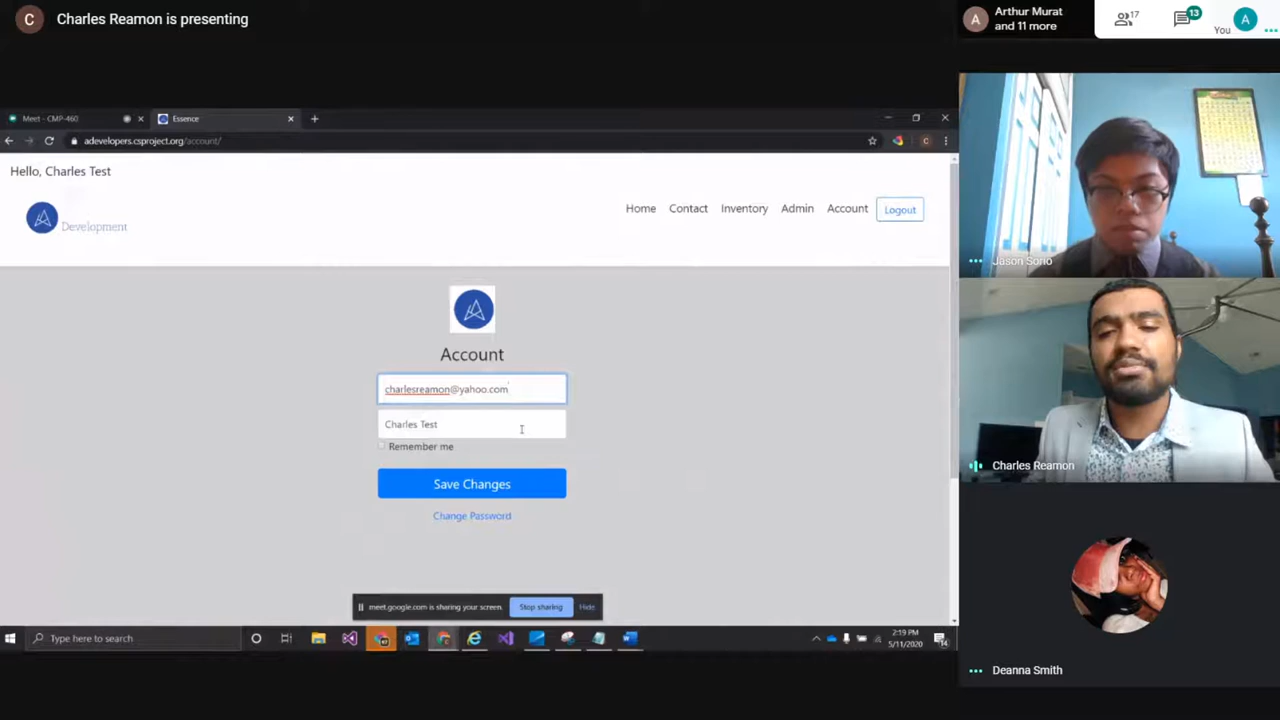 C Charles Reamon is presenting
A Arthur Murat
and 11 more
17
13
You
A
Meet - CMP-460
Essence
adevelopers.csproject.org/account/
C
Hello, Charles Test
Development
Home Contact Inventory Admin Account Logout
Account
charlesreamon@yahoo.com
Charles Test
Remember me
Save Changes
Change Password
meet.google.com is sharing your screen. Stop sharing Hide
Type here to search
2:19 PM
5/11/2020
Jason Sorio
Charles Reamon
Deanna Smith